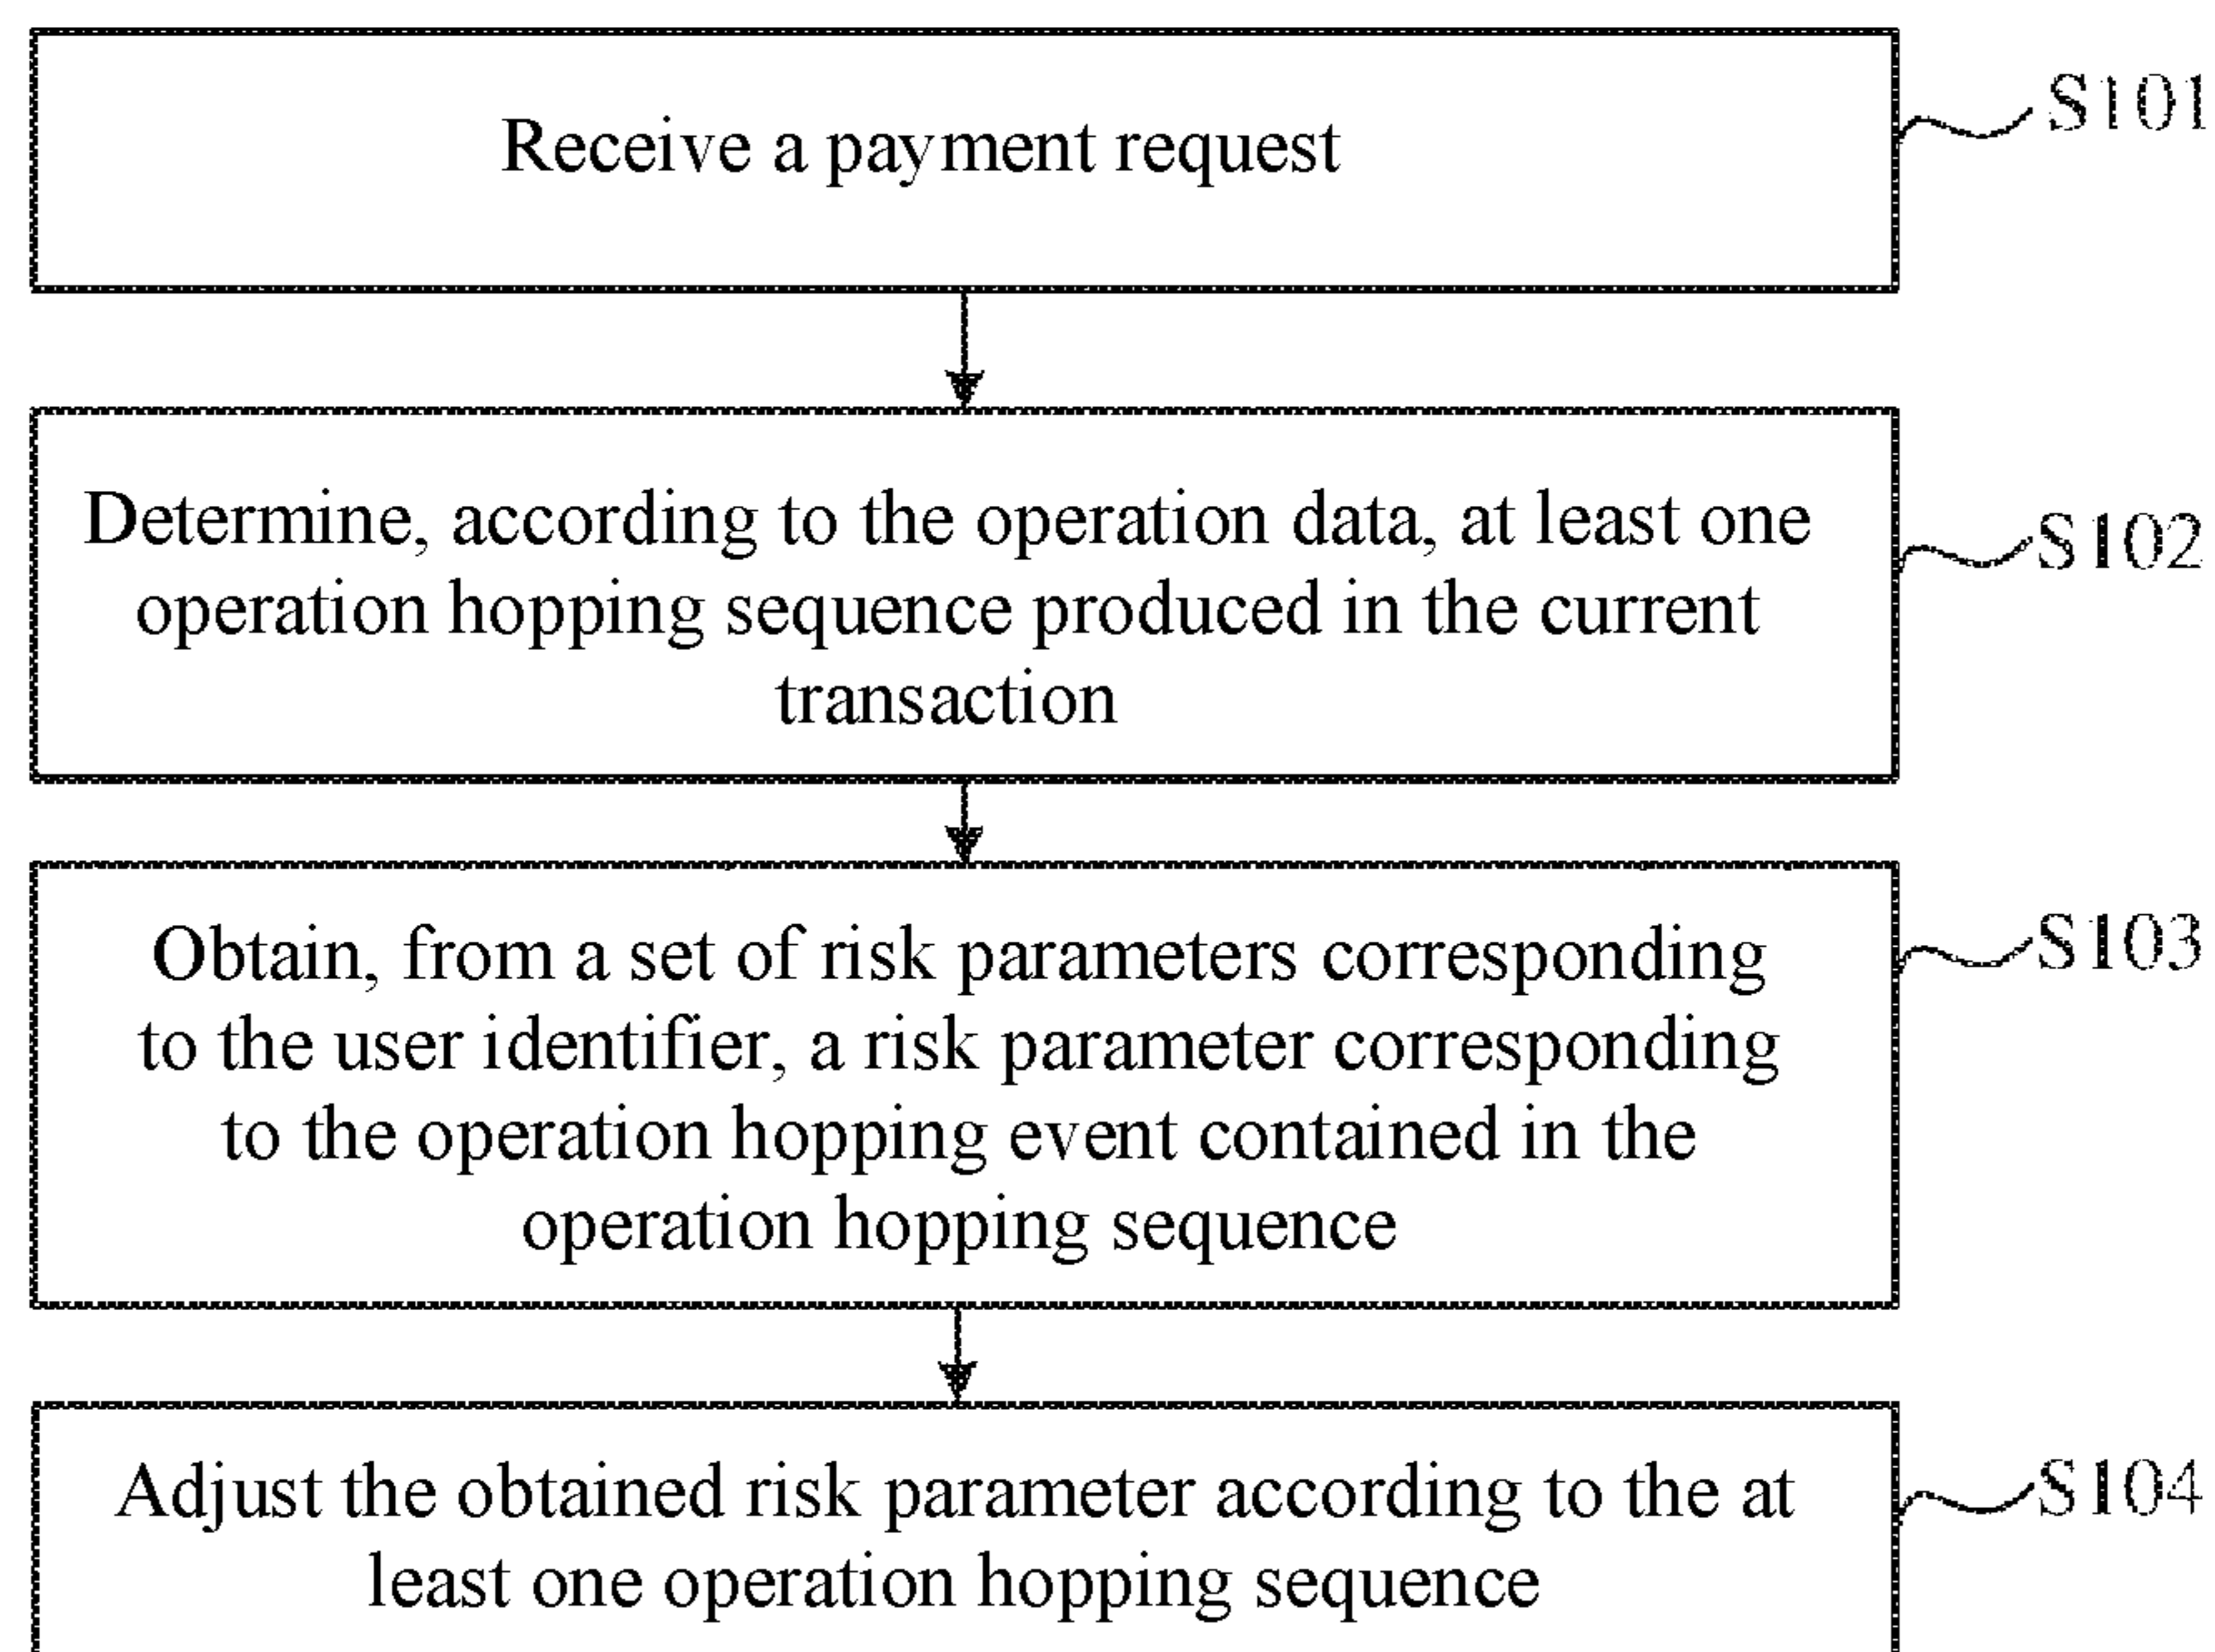 Receive a payment request
S101
Determine, according to the operation data, at least one
operation hopping sequence produced in the current
transaction
S102
Obtain, from a set of risk parameters corresponding
to the user identifier, a risk parameter corresponding
to the operation hopping event contained in the
operation hopping sequence
S103
Adjust the obtained risk parameter according to the at
least one operation hopping sequence
S104